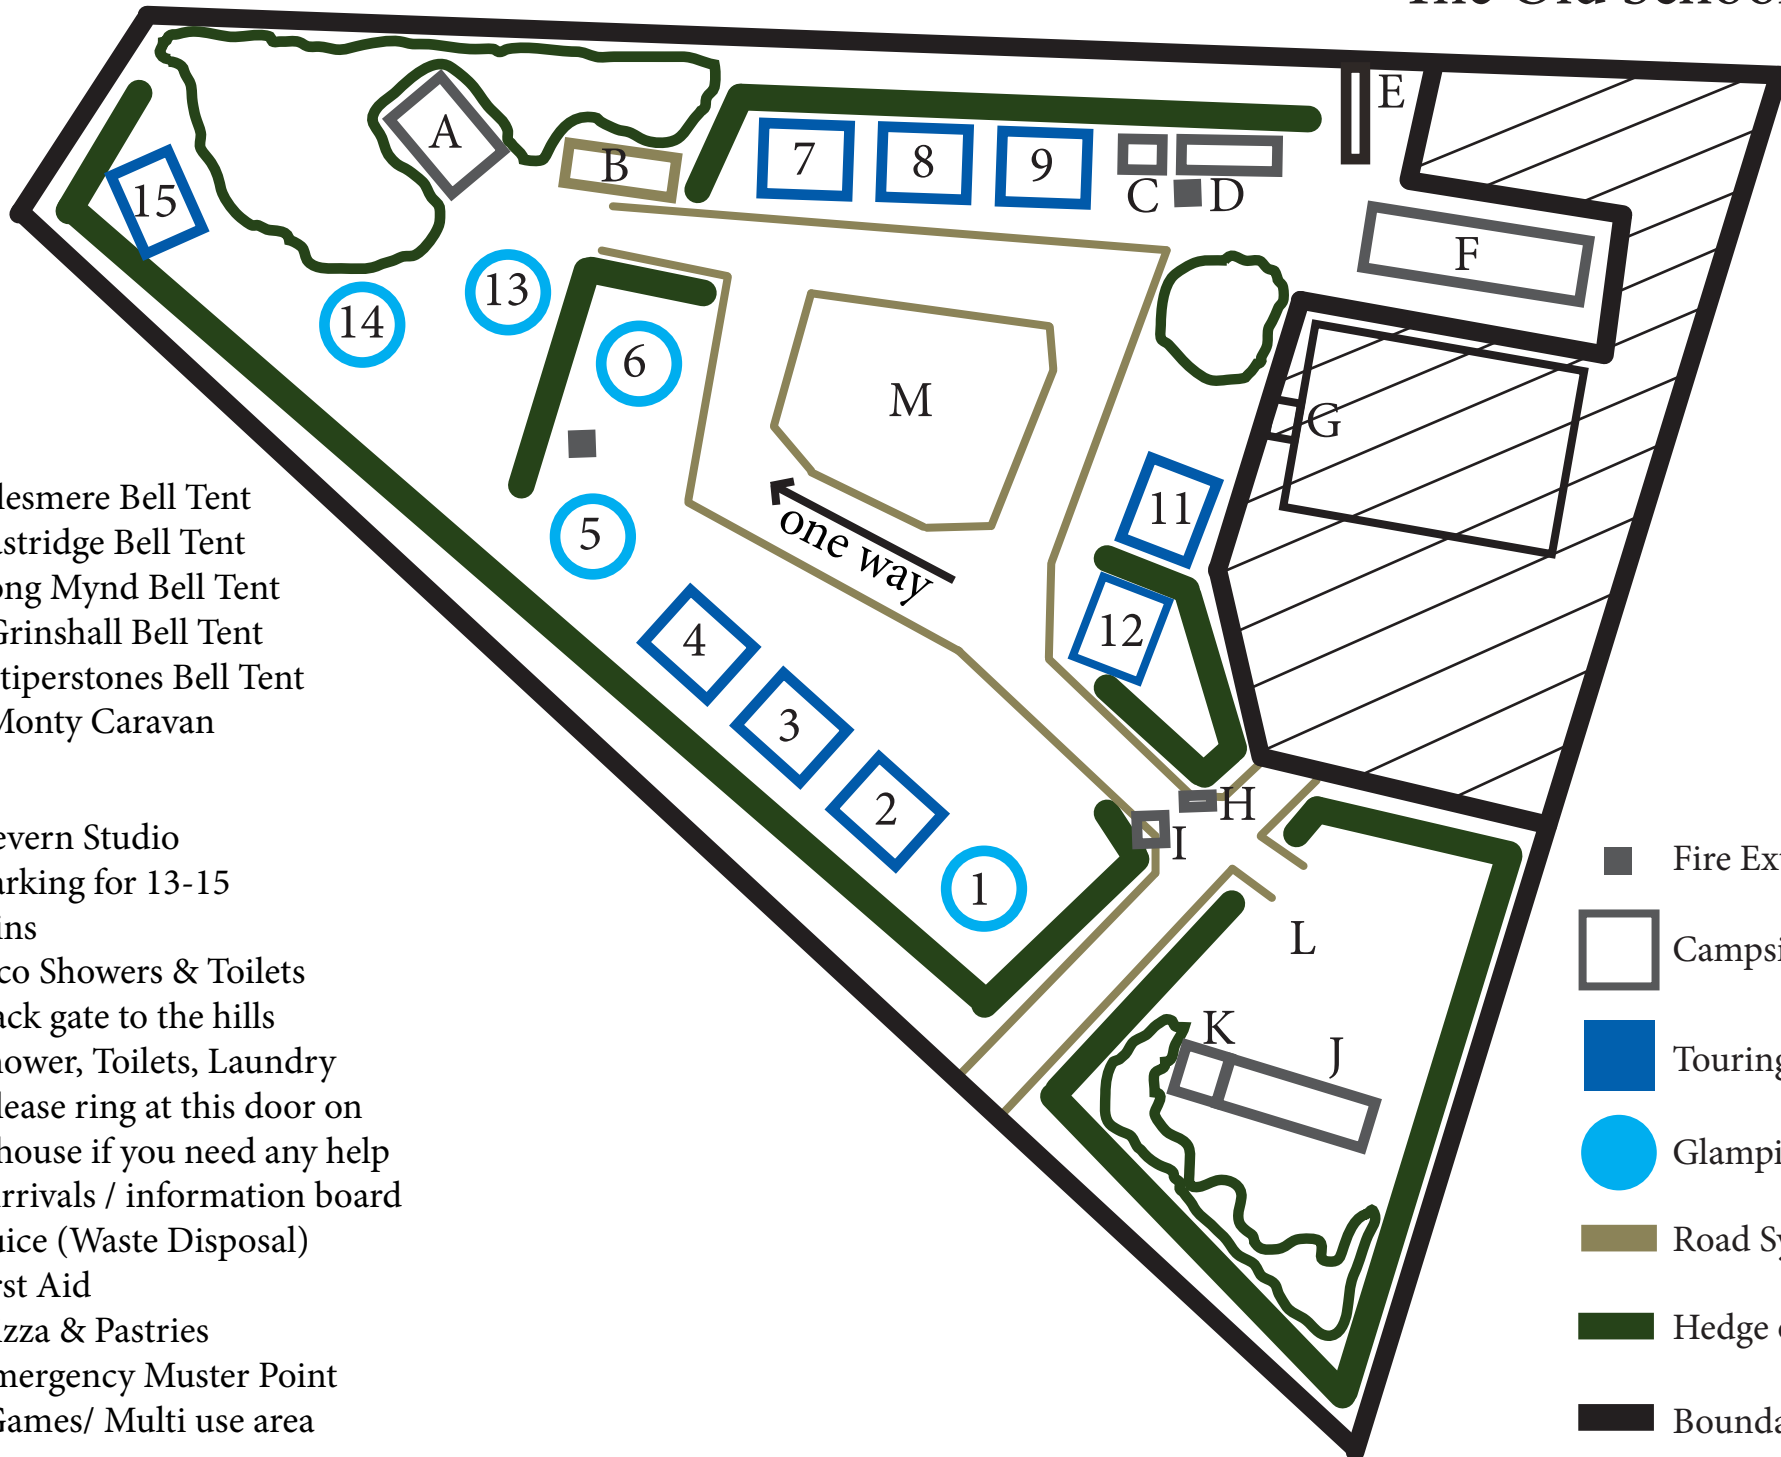 The Old School
E
A
B
7
8
9
C
D
15
F
13
14
6
M
G
one way
5
11
12
4
3
2
1
H
I
L
K
J
lesmere Bell Tent
stridge Bell Tent
ong Mynd Bell Tent
Grinshall Bell Tent
tiperstones Bell Tent
Monty Caravan
evern Studio
arking for 13-15
ins
co Showers & Toilets
ack gate to the hills
hower, Toilets, Laundry
lease ring at this door on
house if you need any help
rrivals / information board
uice (Waste Disposal)
rst Aid
izza & Pastries
mergency Muster Point
Games/ Multi use area
Fire Ex
Campsi
Touring
Glampi
Road Sy
Hedge
Bounda